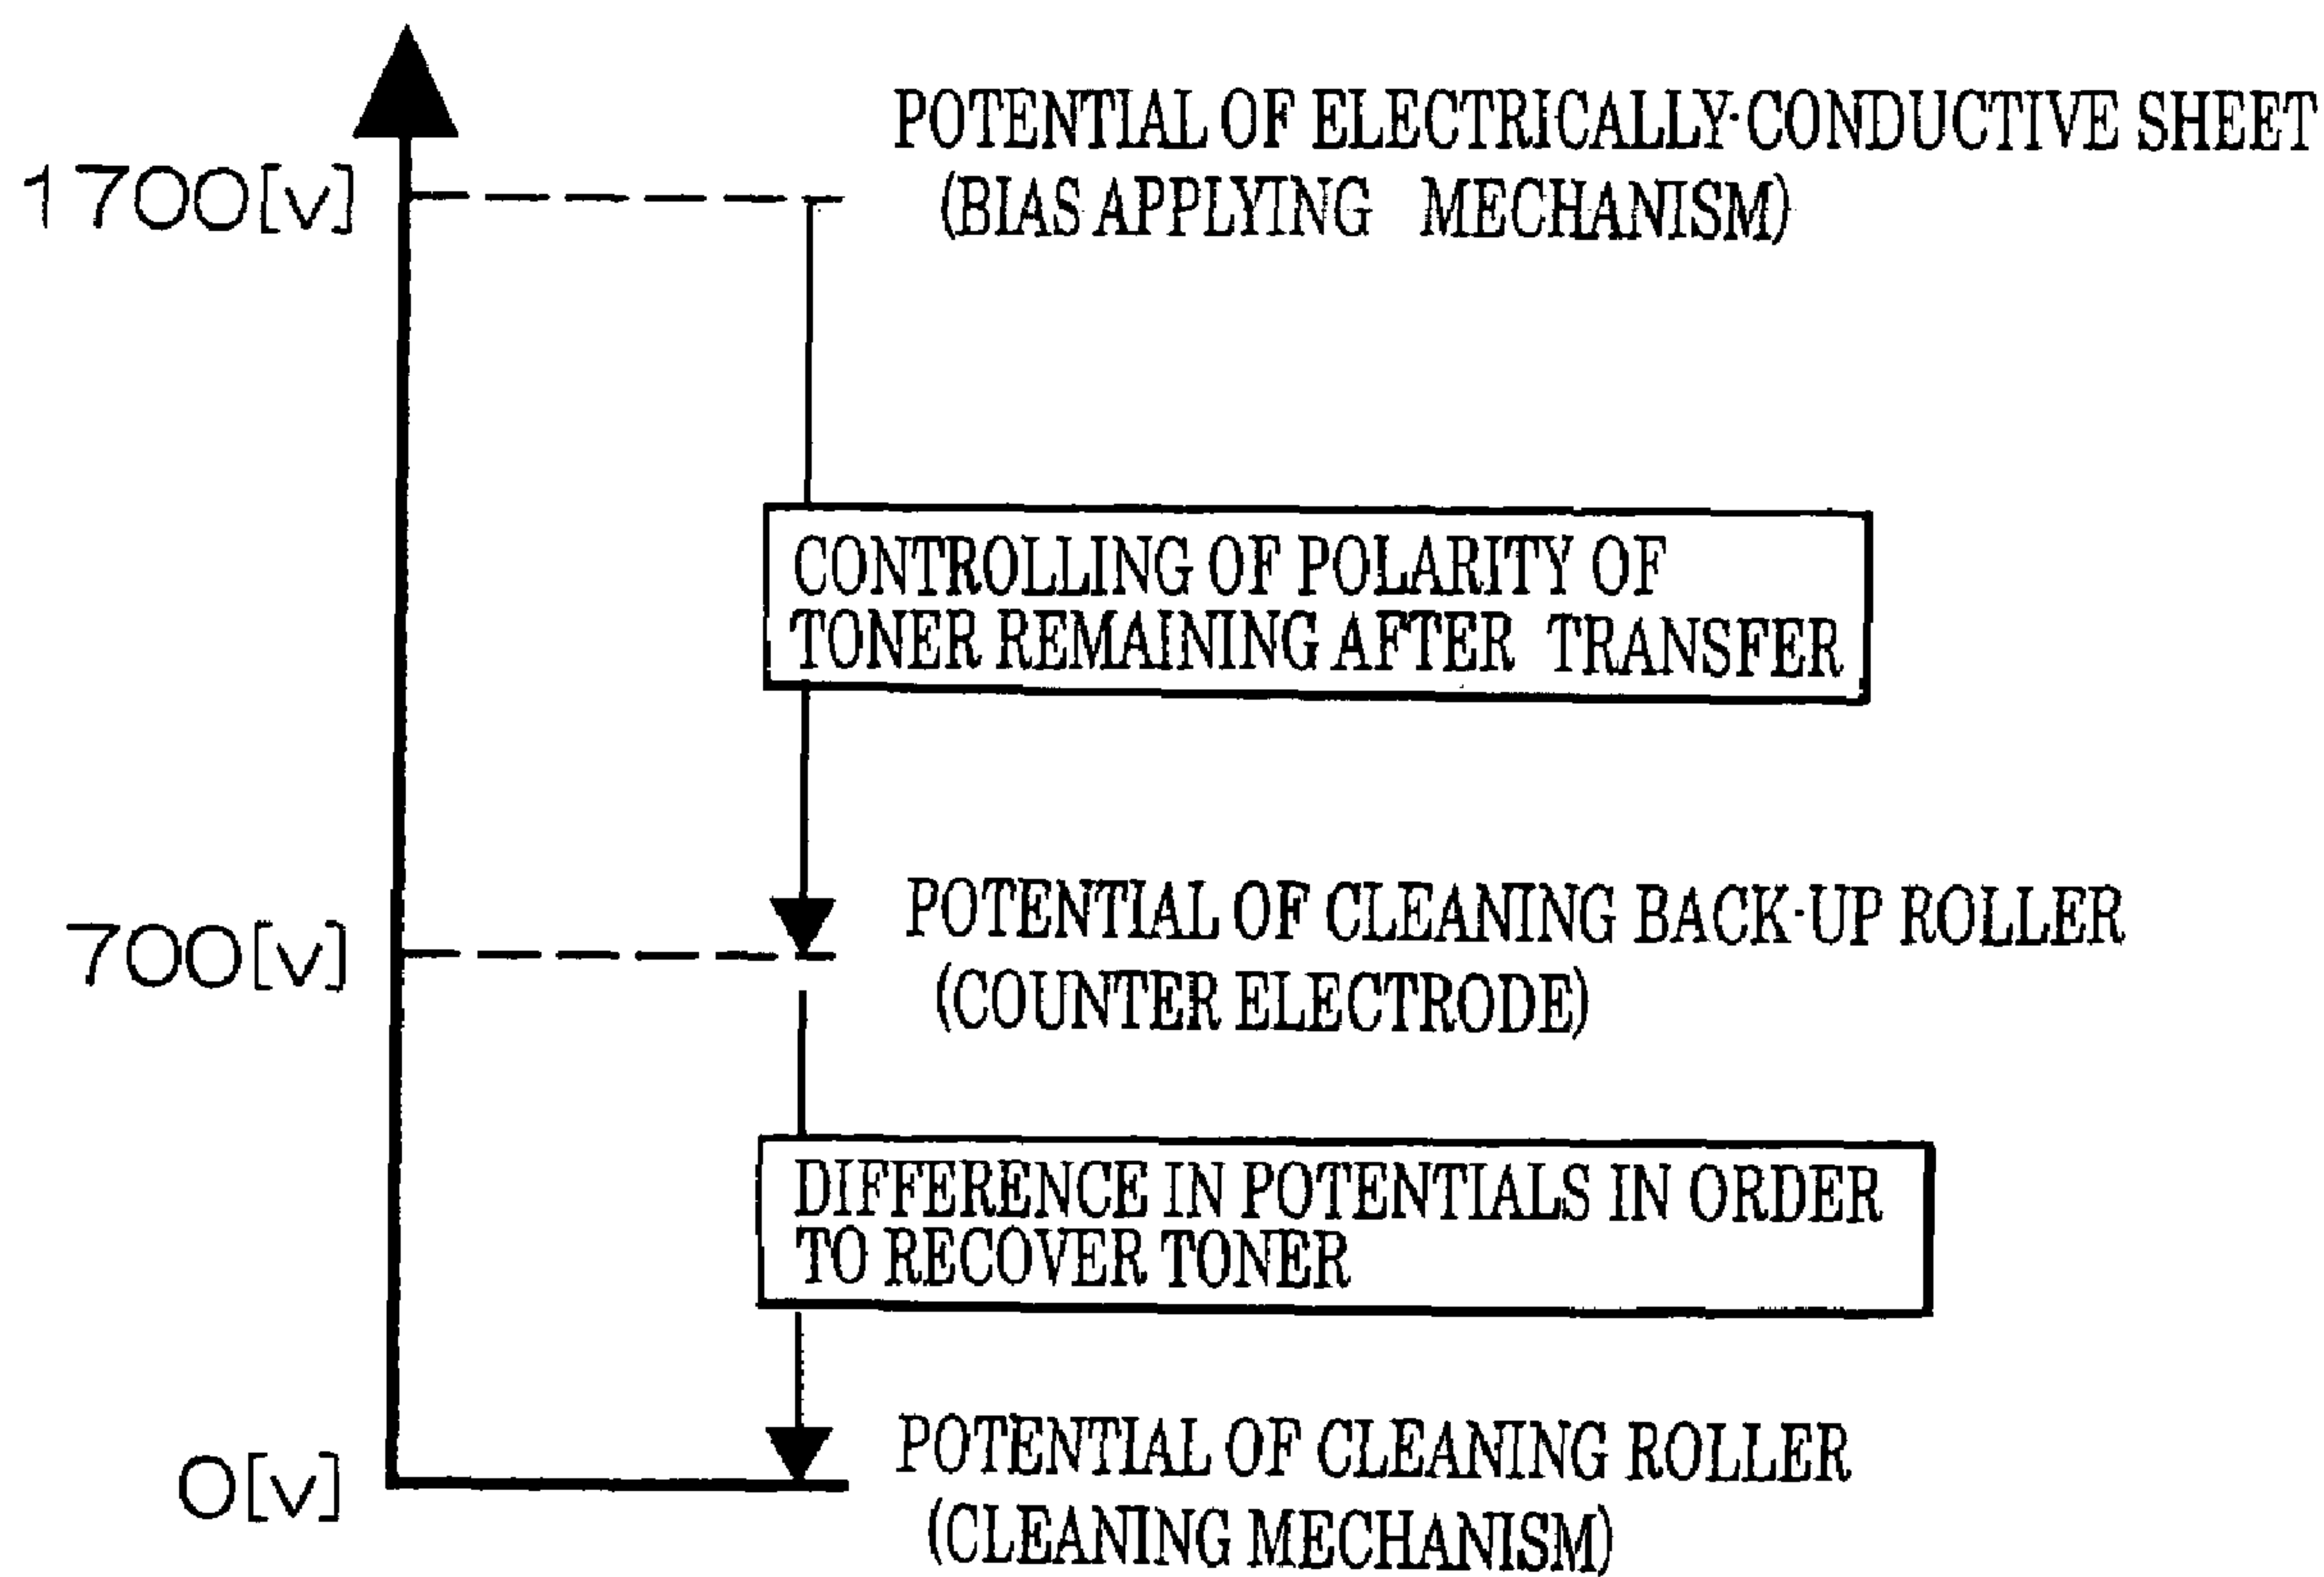 POTENTIAL OF ELECTRICALLY-CONDUCTIVE SHEET
1700[v]
(BIAS APPLYING MECHANISM)
CONTROLLING OF POLARITY OF
TONER REMAINING AFTER TRANSFER
POTENTIAL OF CLEANING BACK-UP ROLLER
700[v]
(COUNTER ELECTRODE)
DIFFERENCE IN POTENTIALS IN ORDER
TO RECOVER TONER
POTENTIAL OF CLEANING ROLLER
0[v]
(CLEANING MECHANISM)